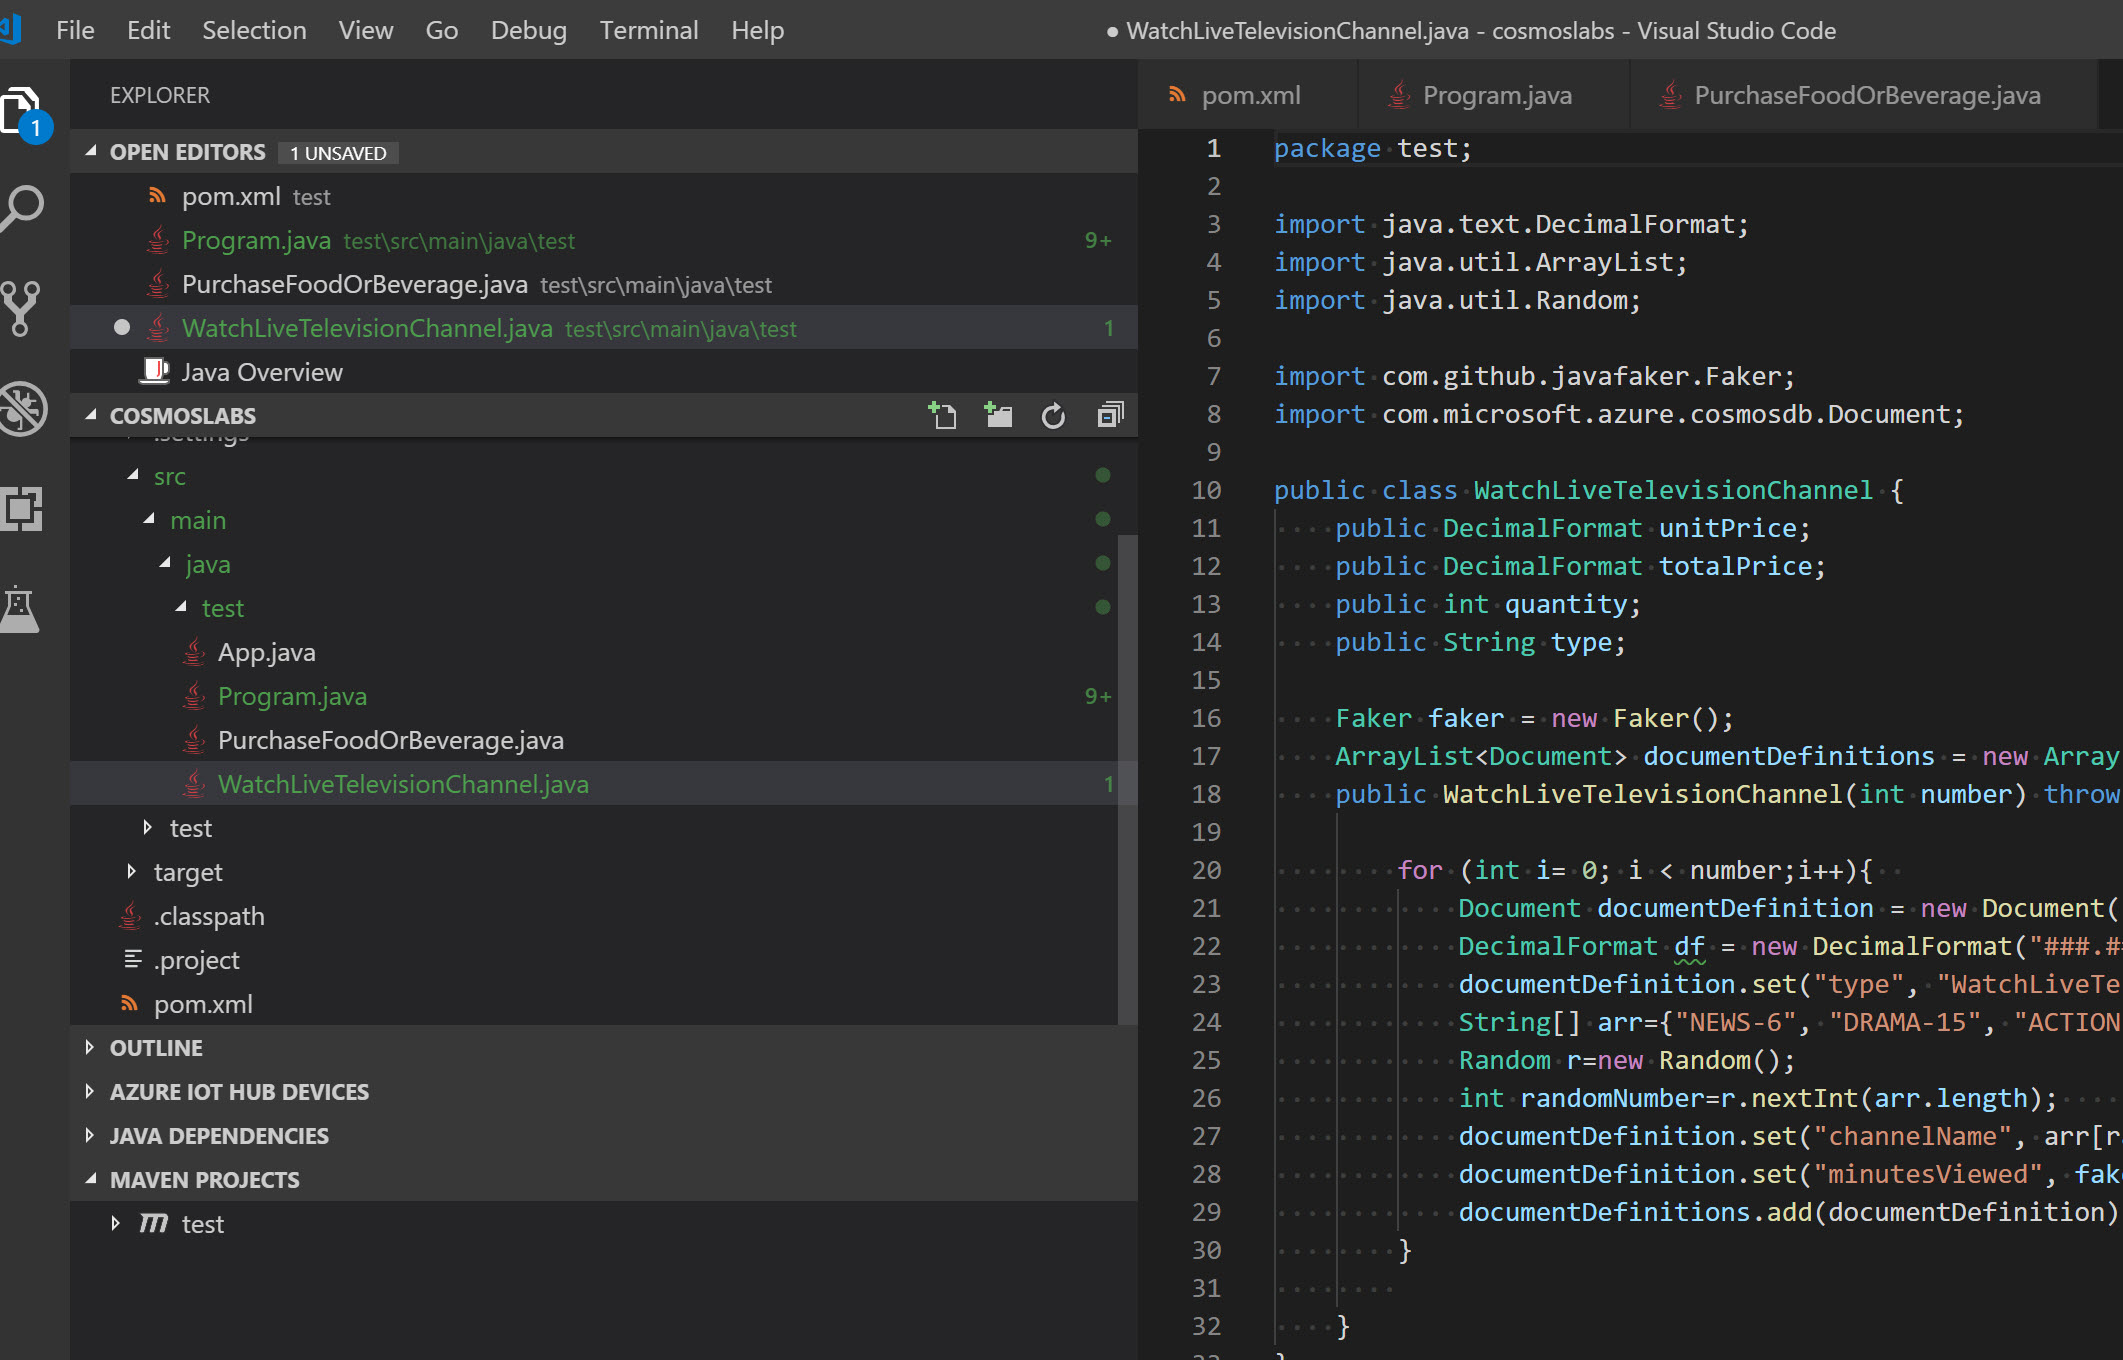 File Edit Selection View Go Debug Terminal Help
● WatchLiveTelevisionChannel.java - cosmoslabs - Visual Studio Code
1
EXPLORER
OPEN EDITORS 1 UNSAVED
pom.xml test
Program.java test\src\main\java\test 9+
PurchaseFoodOrBeverage.java test\src\main\java\test
WatchLiveTelevisionChannel.java test\src\main\java\test 1
Java Overview
COSMOSLABS
.settings
src
main
java
test
App.java
Program.java 9+
PurchaseFoodOrBeverage.java
WatchLiveTelevisionChannel.java 1
test
target
.classpath
.project
pom.xml
OUTLINE
AZURE IOT HUB DEVICES
JAVA DEPENDENCIES
MAVEN PROJECTS
test
pom.xml Program.java PurchaseFoodOrBeverage.java
1 package test;
2
3 import java.text.DecimalFormat;
4 import java.util.ArrayList;
5 import java.util.Random;
6
7 import com.github.javafaker.Faker;
8 import com.microsoft.azure.cosmosdb.Document;
9
10 public class WatchLiveTelevisionChannel {
11 public DecimalFormat unitPrice;
12 public DecimalFormat totalPrice;
13 public int quantity;
14 public String type;
15
16 Faker faker = new Faker();
17 ArrayList<Document> documentDefinitions = new Array
18 public WatchLiveTelevisionChannel(int number) throw
19
20 for (int i= 0; i < number;i++){
21 Document documentDefinition = new Document(
22 DecimalFormat df = new DecimalFormat("###.#
23 documentDefinition.set("type", "WatchLiveTe
24 String[] arr={"NEWS-6", "DRAMA-15", "ACTION
25 Random r=new Random();
26 int randomNumber=r.nextInt(arr.length);
27 documentDefinition.set("channelName", arr[r
28 documentDefinition.set("minutesViewed", fak
29 documentDefinitions.add(documentDefinition)
30 }
31
32 }